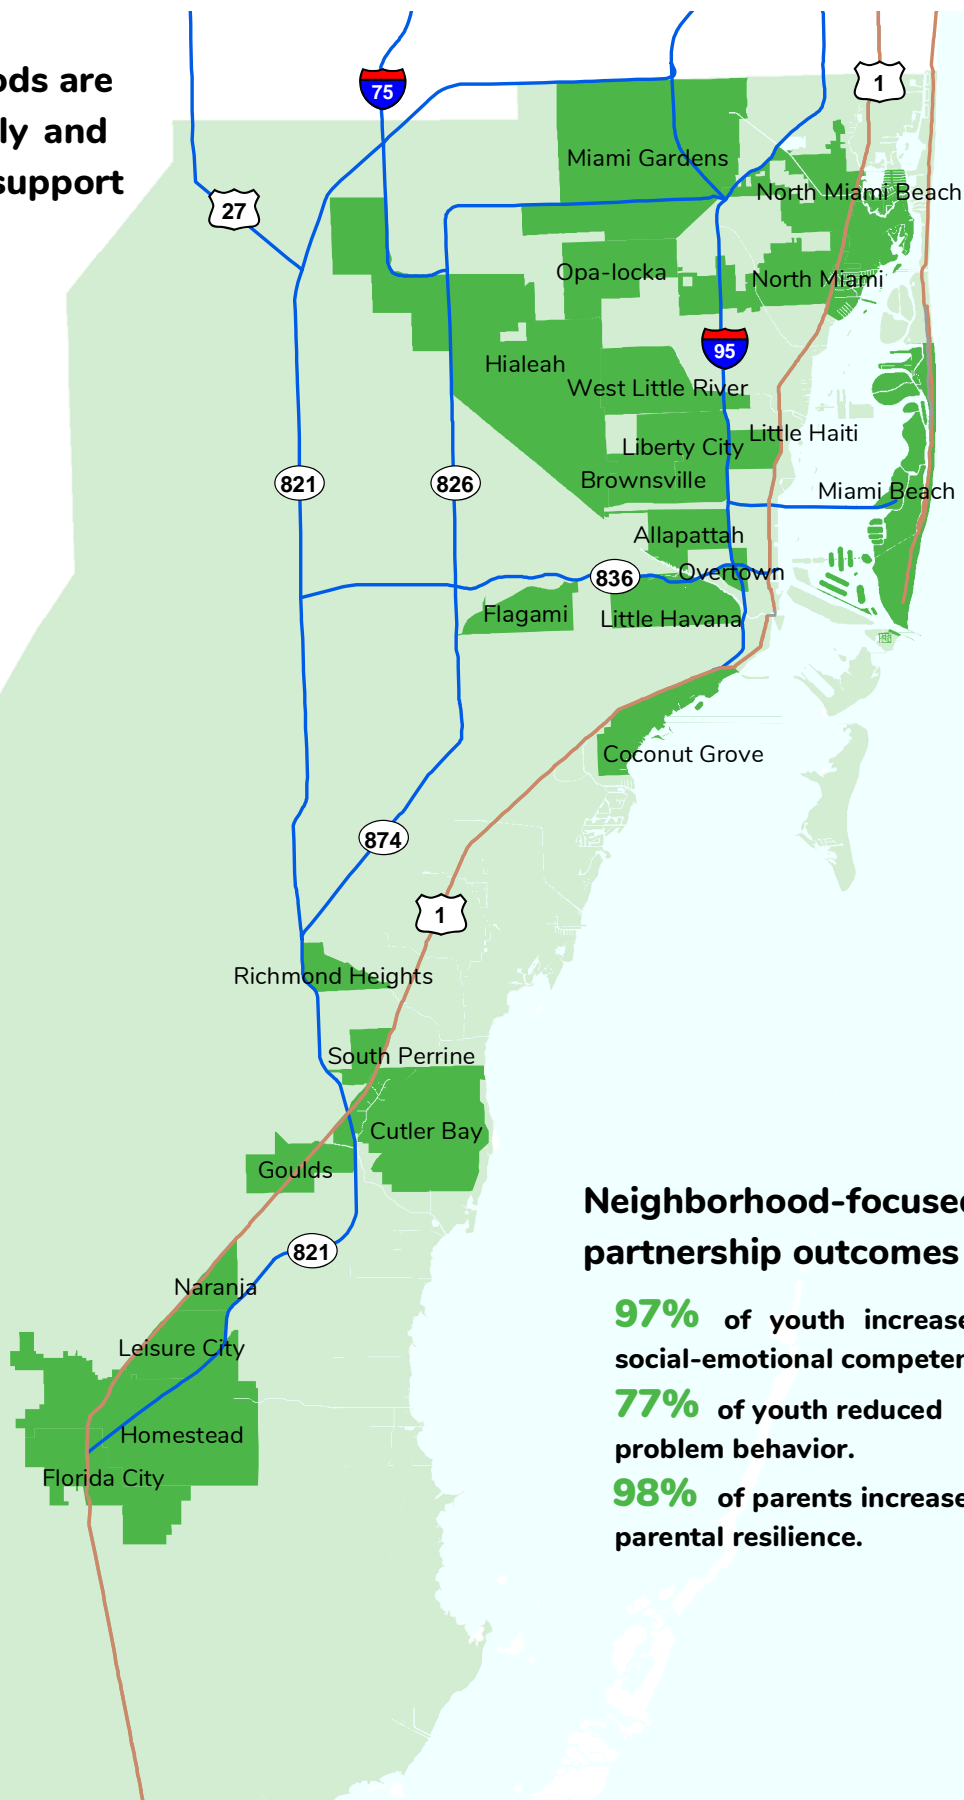 ods are
ly and
support
75
1
27
Miami Gardens
North Miami Beach
Opa-locka
North Miami
95
Hialeah
West Little River
Little Haiti
Liberty City
Brownsville
821
826
Miami Beach
Allapattah
836
Overtown
Flagami
Little Havana
Coconut Grove
874
1
Richmond Heights
South Perrine
Cutler Bay
Goulds
821
Naranja
Leisure City
Homestead
Florida City
Neighborhood-focused
partnership outcomes
97% of youth increase
social-emotional competen
77% of youth reduced
problem behavior.
98% of parents increase
parental resilience.